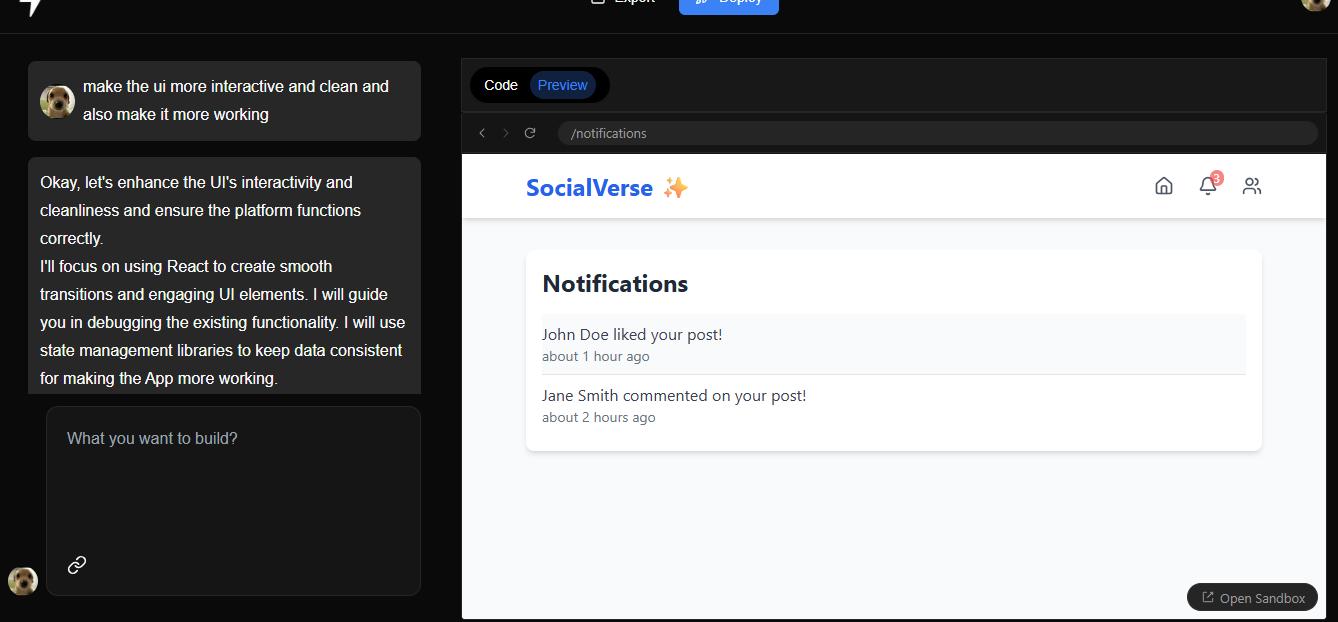 Export
Deploy
make the ui more interactive and clean and
also make it more working
Okay, let's enhance the UI's interactivity and
cleanliness and ensure the platform functions
correctly.
I'll focus on using React to create smooth
transitions and engaging UI elements. I will guide
you in debugging the existing functionality. I will use
state management libraries to keep data consistent
for making the App more working.
What you want to build?
Code
Preview
/notifications
SocialVerse ✨
3
Notifications
John Doe liked your post!
about 1 hour ago
Jane Smith commented on your post!
about 2 hours ago
Open Sandbox